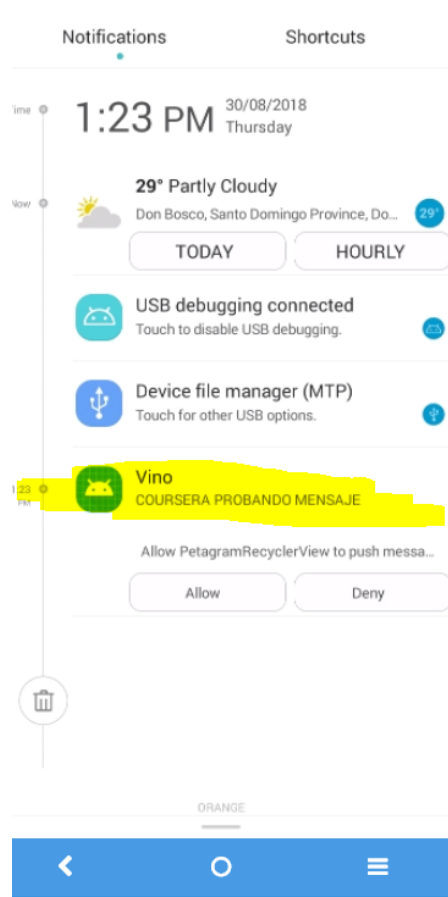 Notifications Shortcuts
Time
1:23 PM
30/08/2018
Thursday
Now
29° Partly Cloudy
Don Bosco, Santo Domingo Province, Do...
29°
TODAY HOURLY
USB debugging connected
Touch to disable USB debugging.
Device file manager (MTP)
Touch for other USB options.
1:23
PM
Vino
COURSERA PROBANDO MENSAJE
Allow PetagramRecyclerView to push messa...
Allow Deny
ORANGE